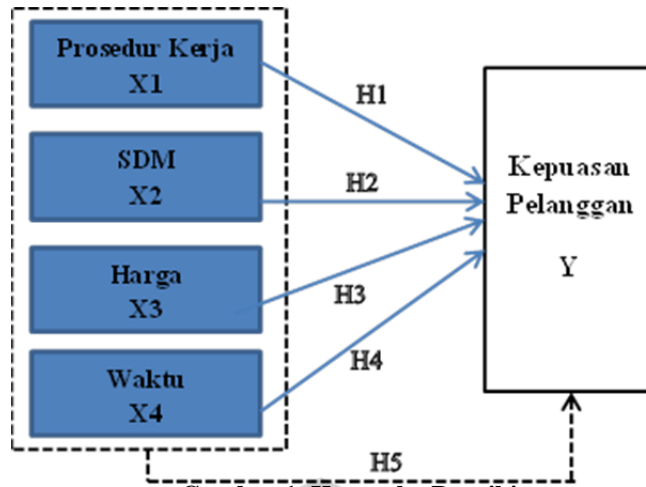 Prosedur Kerja
X1
SDM
X2
Harga
X3
Waktu
X4
H1
H2
H3
H4
H5
Kepuasan
Pelanggan
Y